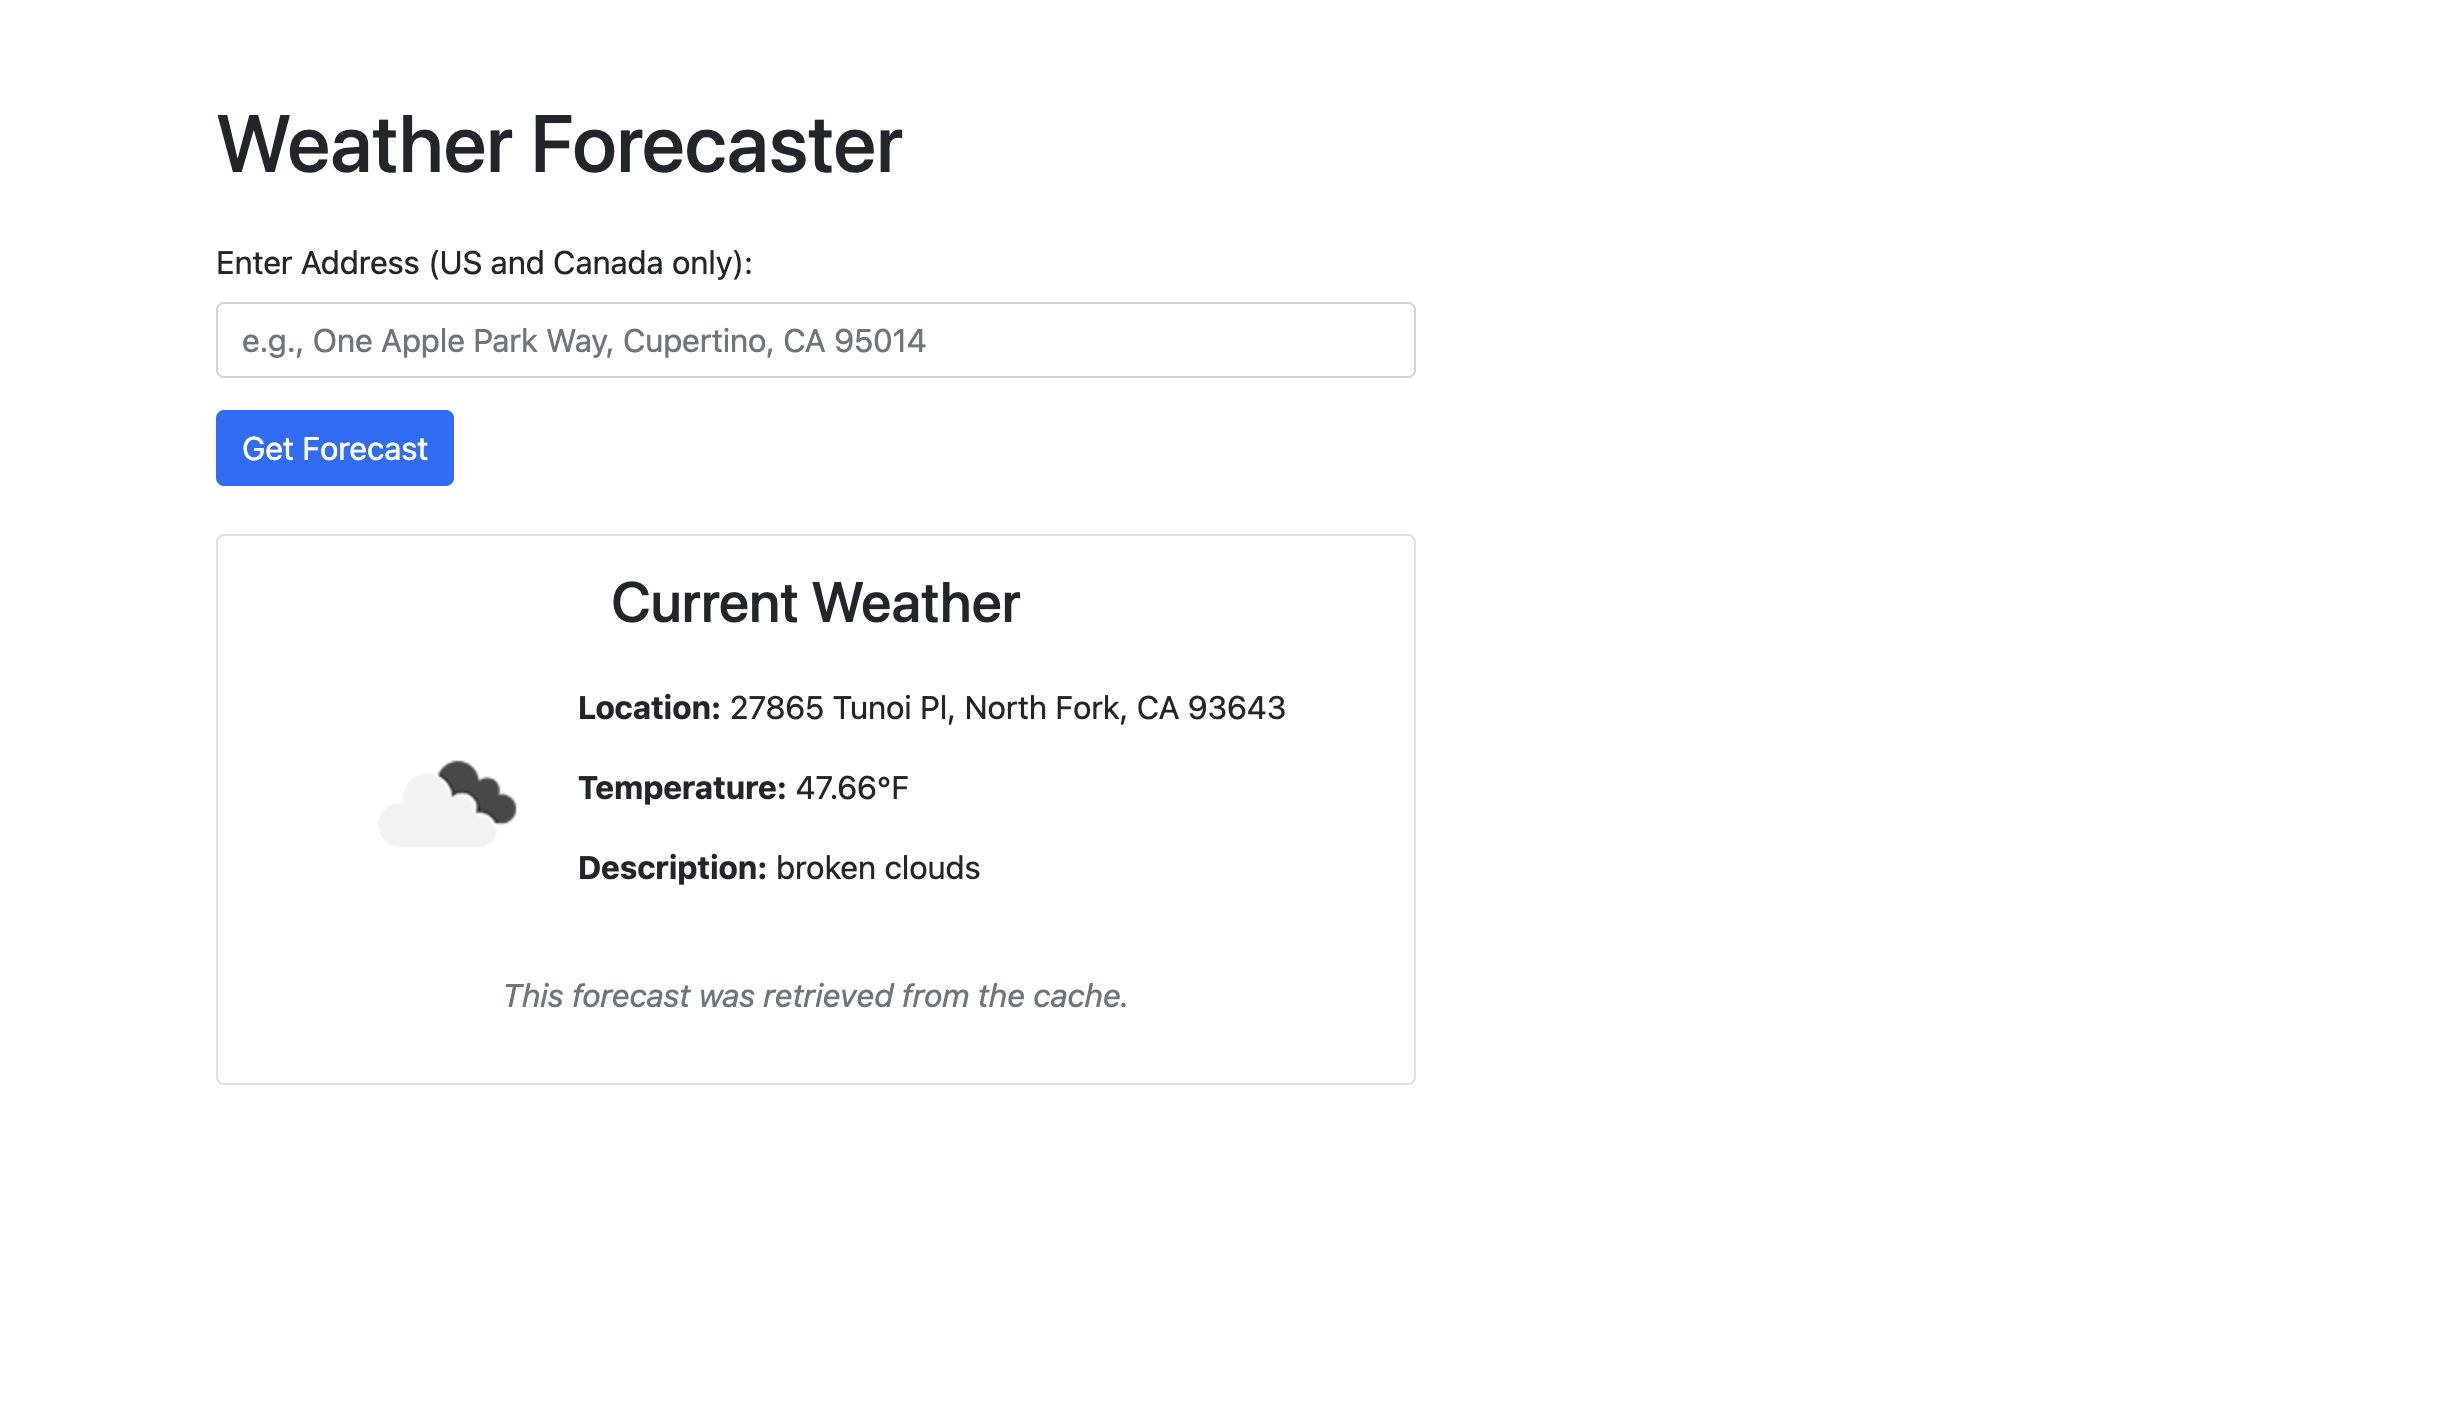 Weather Forecaster
Enter Address (US and Canada only):
e.g., One Apple Park Way, Cupertino, CA 95014
Get Forecast
Current Weather
Location: 27865 Tunoi Pl, North Fork, CA 93643
Temperature: 47.66°F
Description: broken clouds
This forecast was retrieved from the cache.